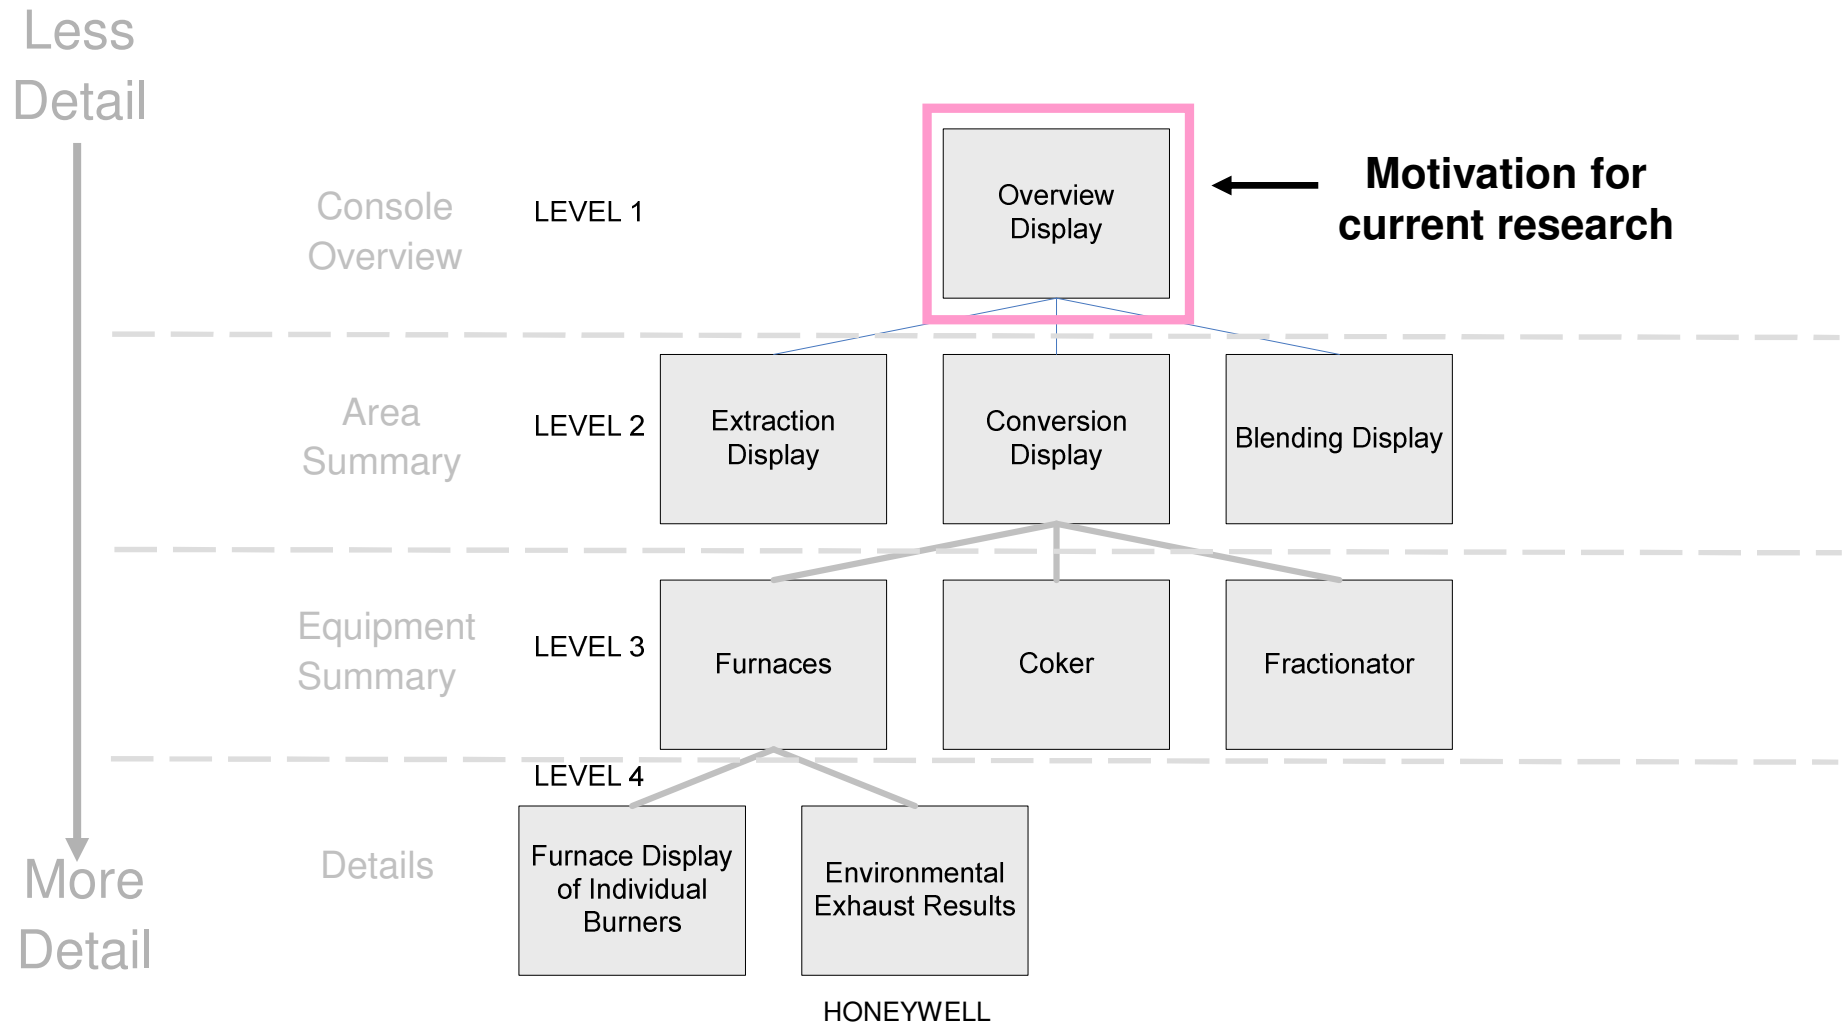 Less
Detail
Console
Overview
LEVEL 1
Overview
Display
Motivation for
current research
Area
Summary
LEVEL 2
Extraction
Display
Conversion
Display
Blending Display
Equipment
Summary
LEVEL 3
Furnaces
Coker
Fractionator
LEVEL 4
Details
Furnace Display
of Individual
Burners
Environmental
Exhaust Results
More
Detail
HONEYWELL